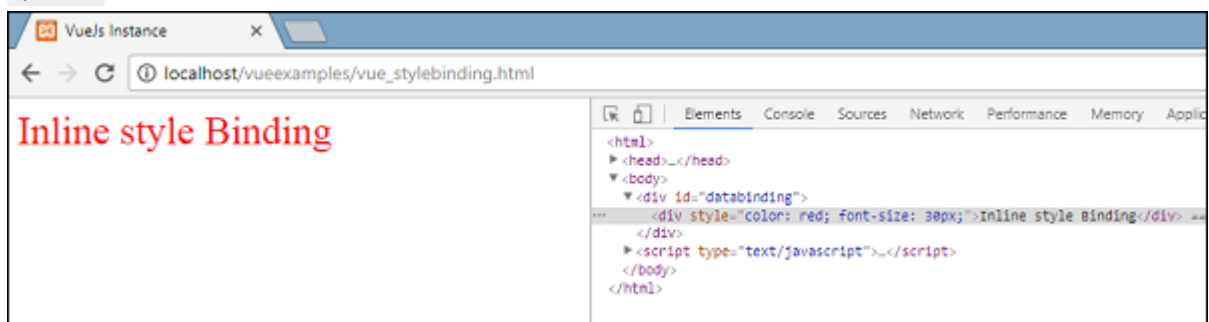 VueJs Instance
localhost/vueexamples/vue_stylebinding.html
Inline style Binding
Elements Console Sources Network Performance Memory Applic
<html>
<head>…</head>
<body>
<div id="databinding">
<div style="color: red; font-size: 30px;">Inline style Binding</div> ==
</div>
<script type="text/javascript">…</script>
</body>
</html>